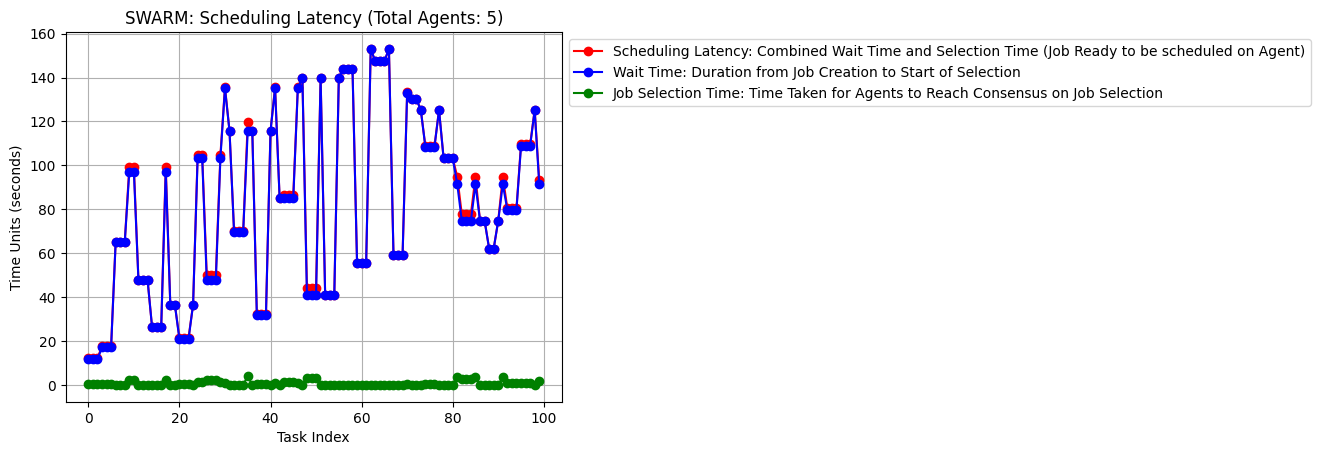 SWARM: Scheduling Latency (Total Agents: 5)
Scheduling Latency: Combined Wait Time and Selection Time (Job Ready to be scheduled on Agent)
Wait Time: Duration from Job Creation to Start of Selection
Job Selection Time: Time Taken for Agents to Reach Consensus on Job Selection
Time Units (seconds)
160
140
120
100
80
60
40
20
0
0 20 40 60 80 100
Task Index